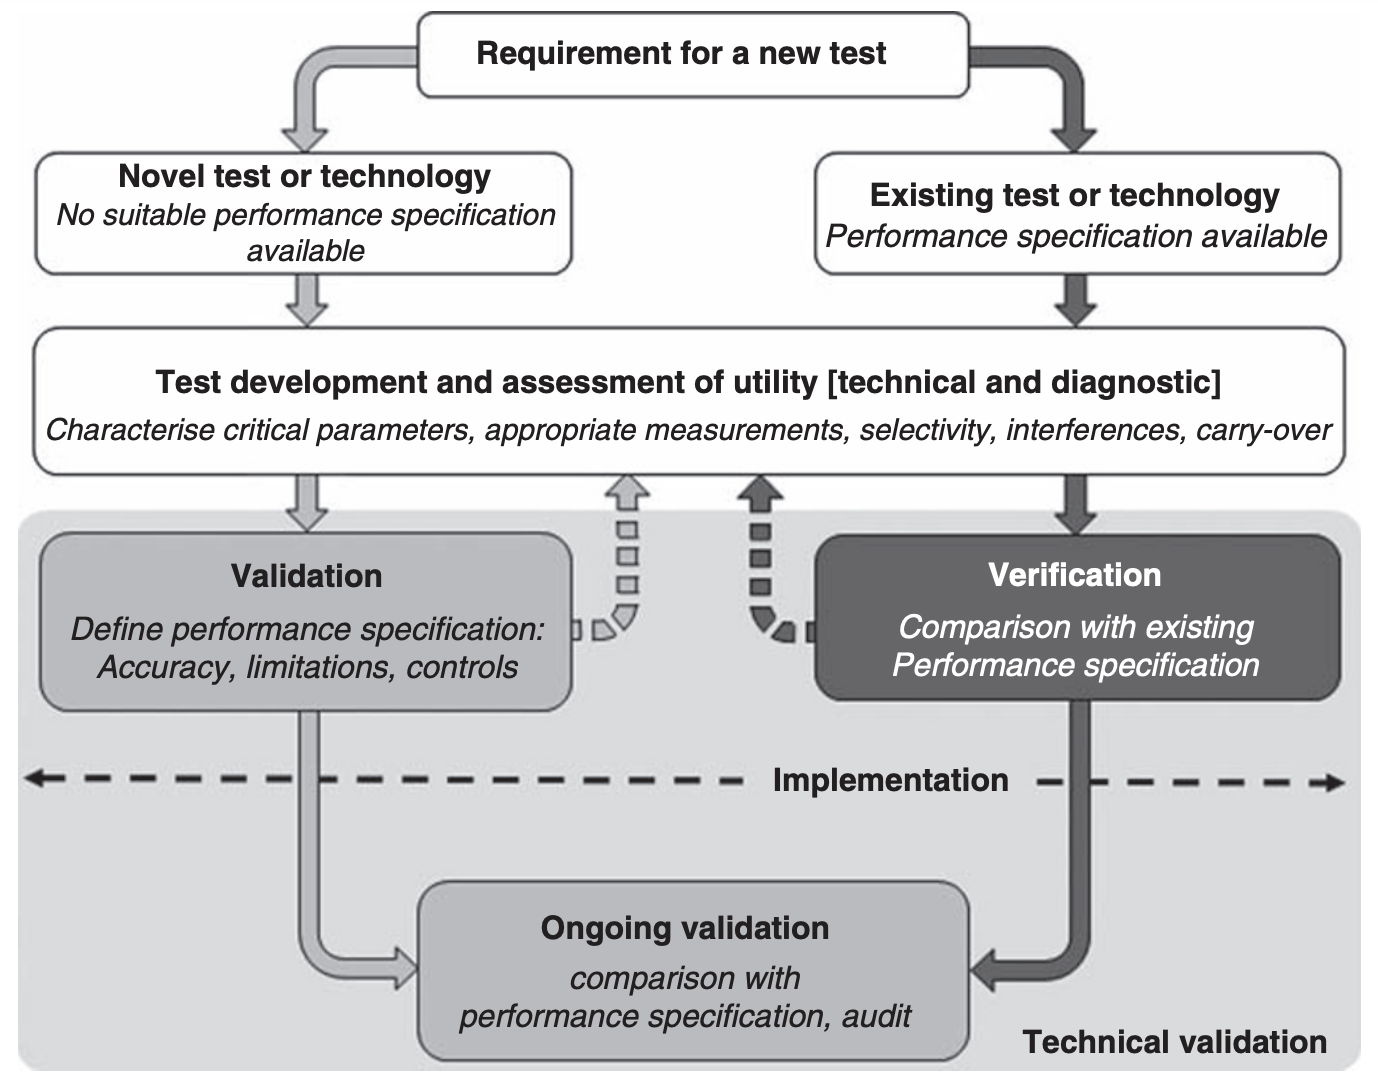 Requirement for a new test
Novel test or technology
No suitable performance specification
available
Existing test or technology
Performance specification available
Test development and assessment of utility [technical and diagnostic]
Characterise critical parameters, appropriate measurements, selectivity, interferences, carry-over
Validation
Define performance specification:
Accuracy, limitations, controls
Verification
Comparison with existing
Performance specification
Implementation
Ongoing validation
comparison with
performance specification, audit
Technical validation